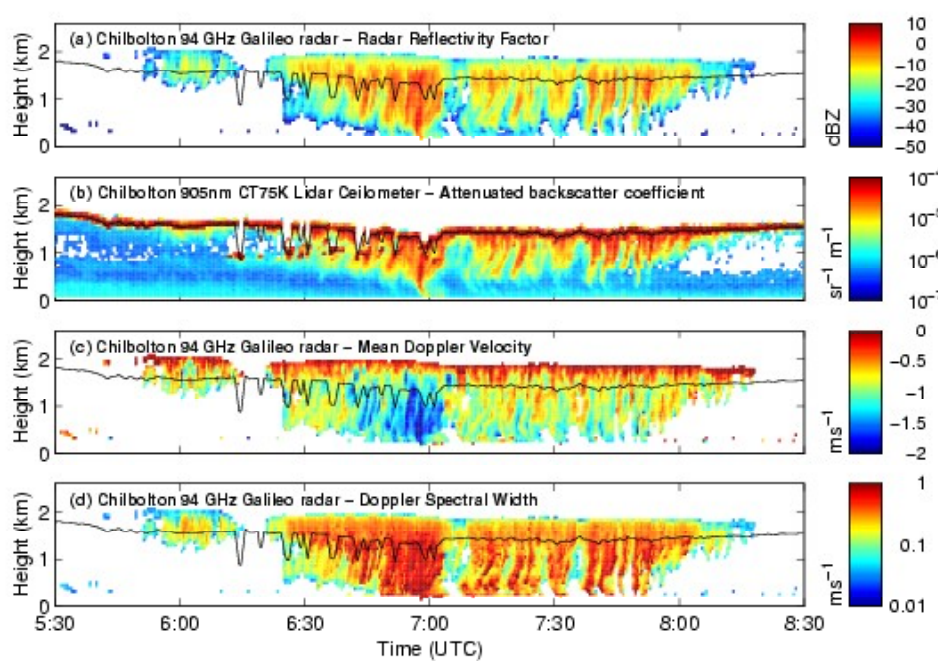 (a) Chilbolton 94 GHz Galileo radar – Radar Reflectivity Factor
Height (km)
2
1
0
10
0
−10
−20
−30
−40
−50
dBZ
(b) Chilbolton 905nm CT75K Lidar Ceilometer – Attenuated backscatter coefficient
Height (km)
2
1
0
10⁻⁵
10⁻⁶
sr⁻¹ m⁻¹
(c) Chilbolton 94 GHz Galileo radar – Mean Doppler Velocity
Height (km)
2
1
0
0
−0.5
−1
−1.5
−2
ms⁻¹
(d) Chilbolton 94 GHz Galileo radar – Doppler Spectral Width
Height (km)
2
1
0
1
0.1
0.01
ms⁻¹
5:30 6:00 6:30 7:00 7:30 8:00 8:30
Time (UTC)